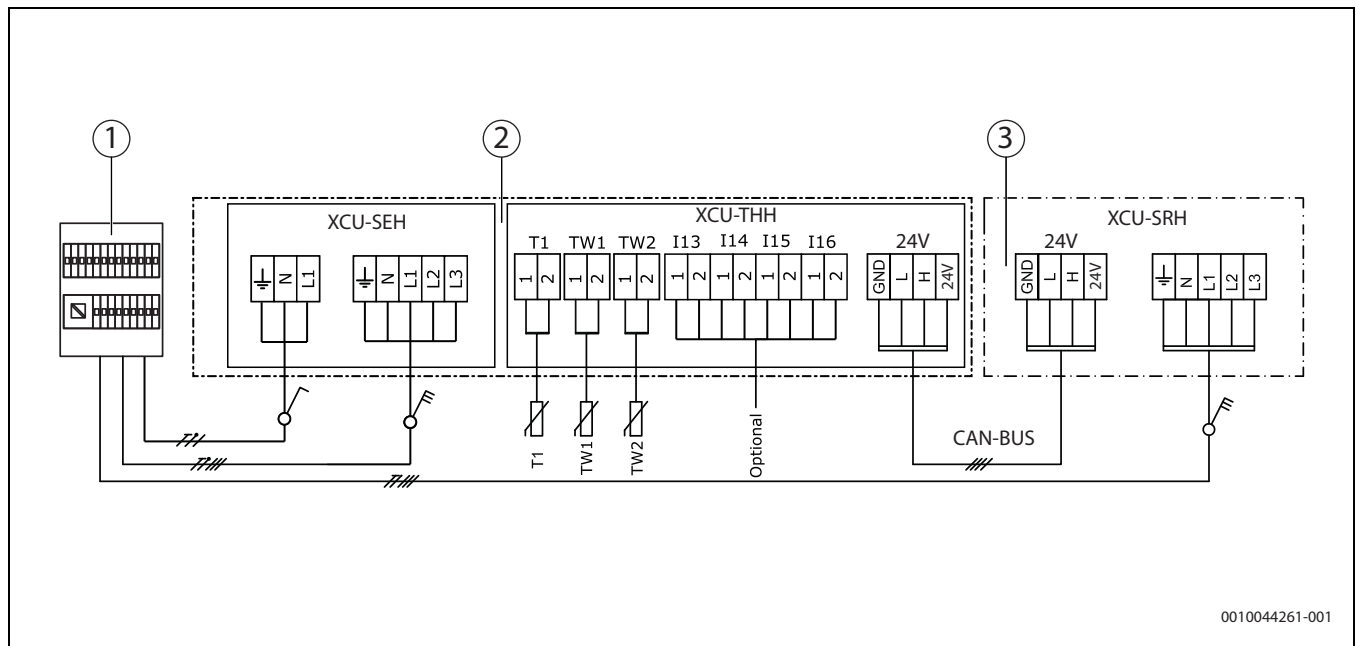 1
2
3
XCU-SEH
XCU-THH
XCU-SRH
T1 TW1 TW2 I13 I14 I15 I16
24V
24V
N L1
N L1 L2 L3
1 2 1 2 1 2
1 2 1 2 1 2 1 2
GND L H 24V
GND L H 24V
N L1 L2 L3
T1
TW1
TW2
Optional
CAN-BUS
0010044261-001